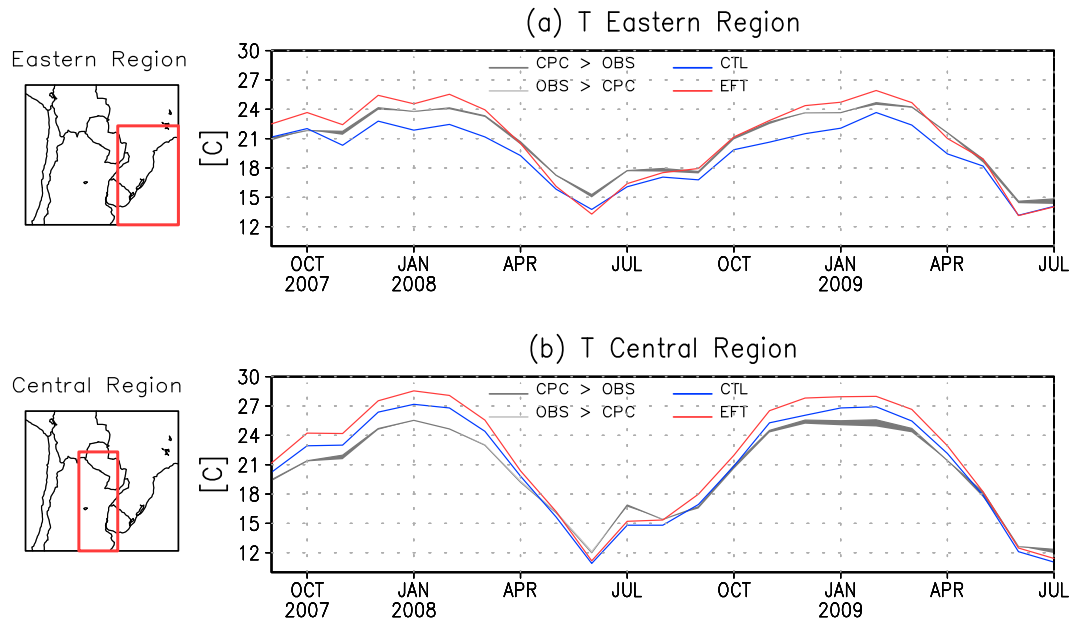 (a) T Eastern Region
Eastern Region
[C]
30
27
24
21
18
15
12
CPC > OBS
OBS > CPC
CTL
EFT
OCT
2007
JAN
2008
APR
JUL
OCT
JAN
2009
APR
JUL
(b) T Central Region
Central Region
[C]
30
27
24
21
18
15
12
CPC > OBS
OBS > CPC
CTL
EFT
OCT
2007
JAN
2008
APR
JUL
OCT
JAN
2009
APR
JUL